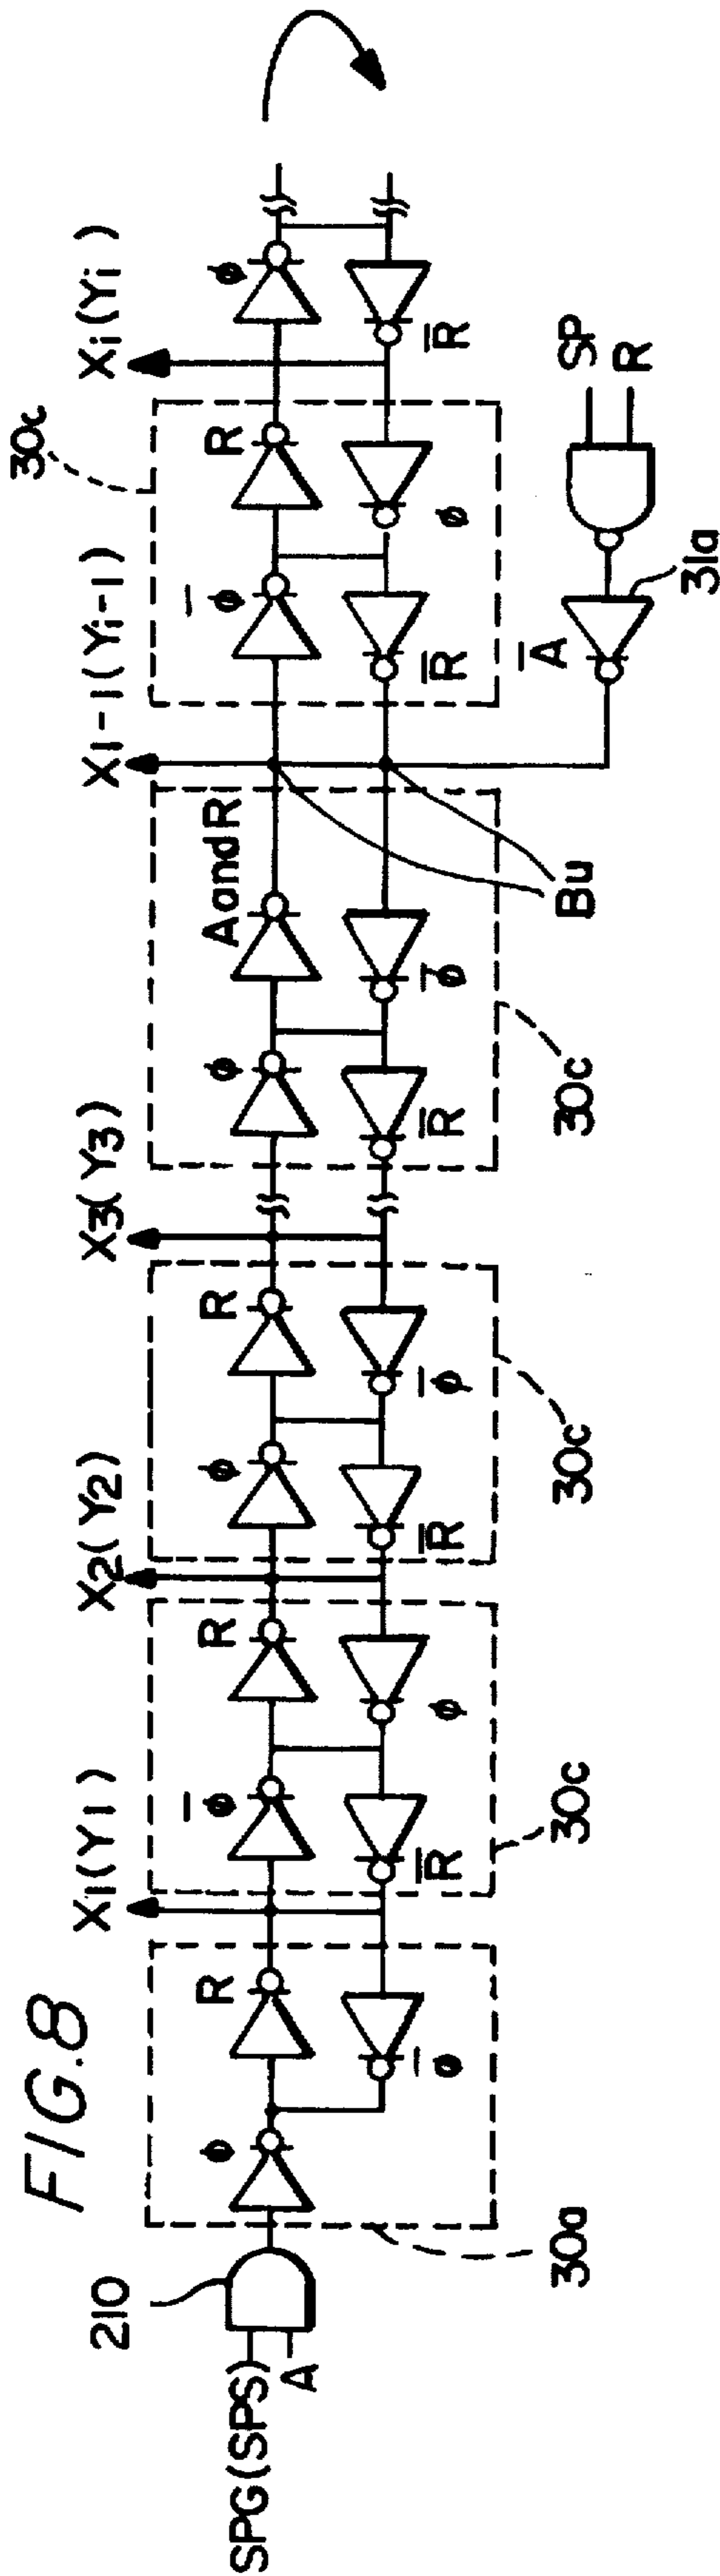 FIG.8
SPG(SPS)
A
210
30a
ϕ
R
ϕ̅
X1(Y1)
ϕ̅
R
R̅
ϕ
30c
X2(Y2)
ϕ
R
R̅
ϕ̅
30c
X3(Y3)
ϕ
A and R
R̅
ϕ̅
30c
Bu
X1-1(Yi-1)
ϕ̅
R
R̅
ϕ
30c
A̅
31a
SP
R
Xi(Yi)
ϕ
R̅